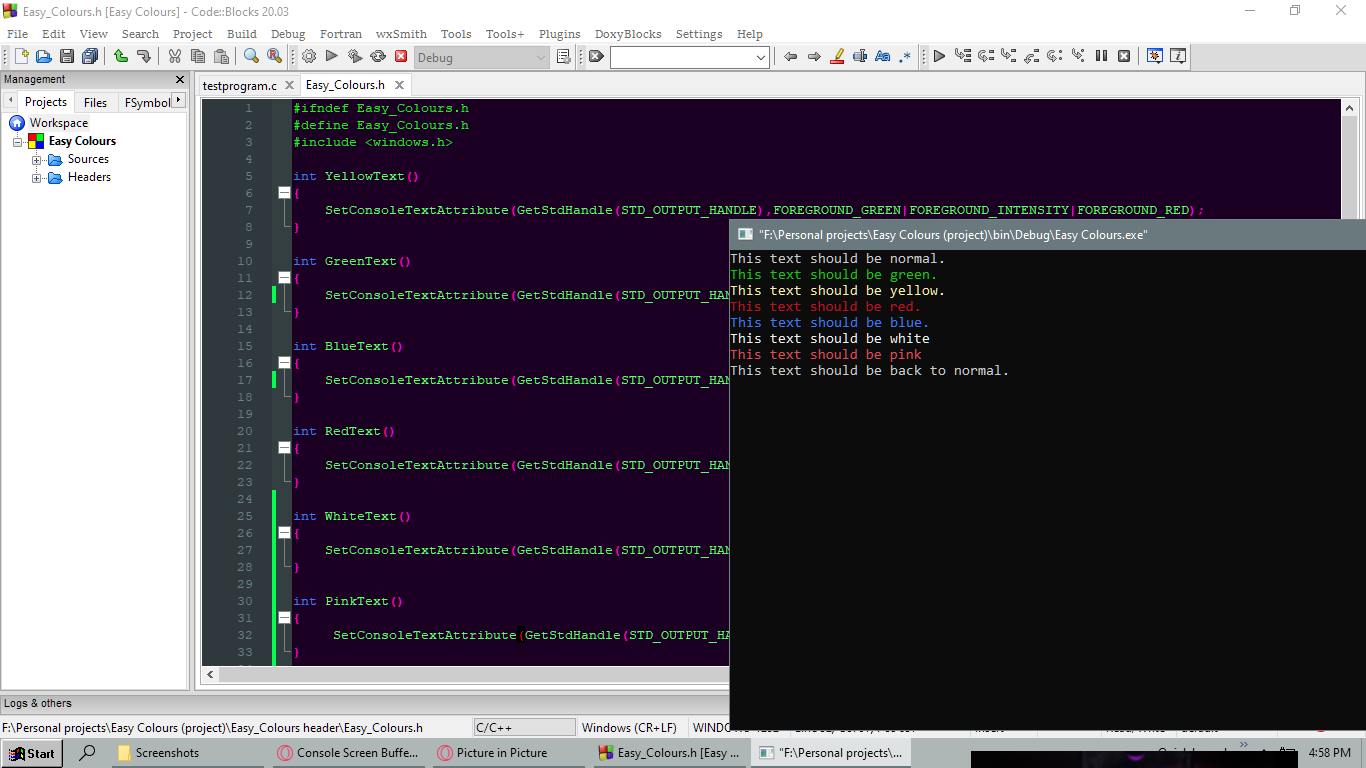 Easy_Colours.h [Easy Colours] - Code::Blocks 20.03
File Edit View Search Project Build Debug Fortran wxSmith Tools Tools+ Plugins DoxyBlocks Settings Help
Debug
Management
Projects Files FSymbol
Workspace
Easy Colours
Sources
Headers
testprogram.c Easy_Colours.h
1 #ifndef Easy_Colours.h
2 #define Easy_Colours.h
3 #include <windows.h>
4
5 int YellowText()
6 {
7 SetConsoleTextAttribute(GetStdHandle(STD_OUTPUT_HANDLE),FOREGROUND_GREEN|FOREGROUND_INTENSITY|FOREGROUND_RED);
8 }
9
10 int GreenText()
11 {
12 SetConsoleTextAttribute(GetStdHandle(STD_OUTPUT_HAN
13 }
14
15 int BlueText()
16 {
17 SetConsoleTextAttribute(GetStdHandle(STD_OUTPUT_HAN
18 }
19
20 int RedText()
21 {
22 SetConsoleTextAttribute(GetStdHandle(STD_OUTPUT_HAN
23 }
24
25 int WhiteText()
26 {
27 SetConsoleTextAttribute(GetStdHandle(STD_OUTPUT_HAN
28 }
29
30 int PinkText()
31 {
32 SetConsoleTextAttribute(GetStdHandle(STD_OUTPUT_HA
33 }
"F:\Personal projects\Easy Colours (project)\bin\Debug\Easy Colours.exe"
This text should be normal.
This text should be green.
This text should be yellow.
This text should be red.
This text should be blue.
This text should be white
This text should be pink
This text should be back to normal.
Logs & others
F:\Personal projects\Easy Colours (project)\Easy_Colours header\Easy_Colours.h C/C++ Windows (CR+LF)
Start Screenshots Console Screen Buffe... Picture in Picture Easy_Colours.h [Easy ... "F:\Personal projects\... 4:58 PM